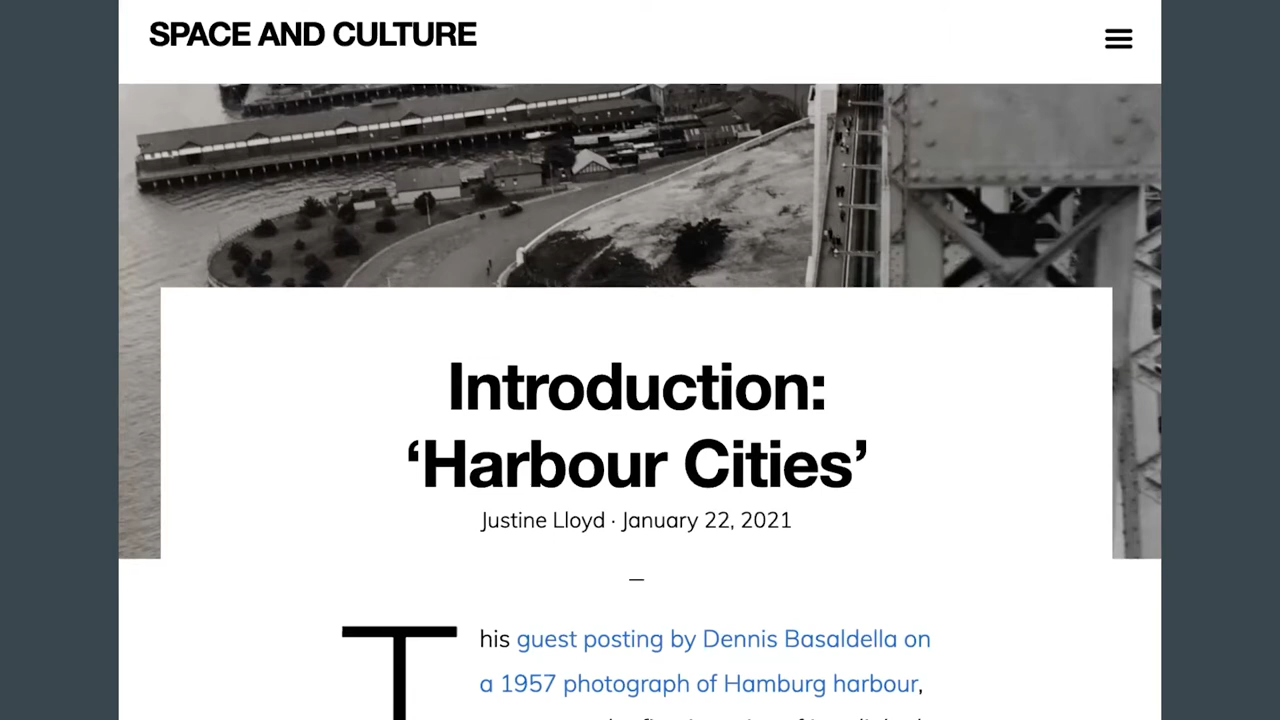 SPACE AND CULTURE
Introduction:
‘Harbour Cities’
Justine Lloyd · January 22, 2021
—
This guest posting by Dennis Basaldella on
a 1957 photograph of Hamburg harbour,